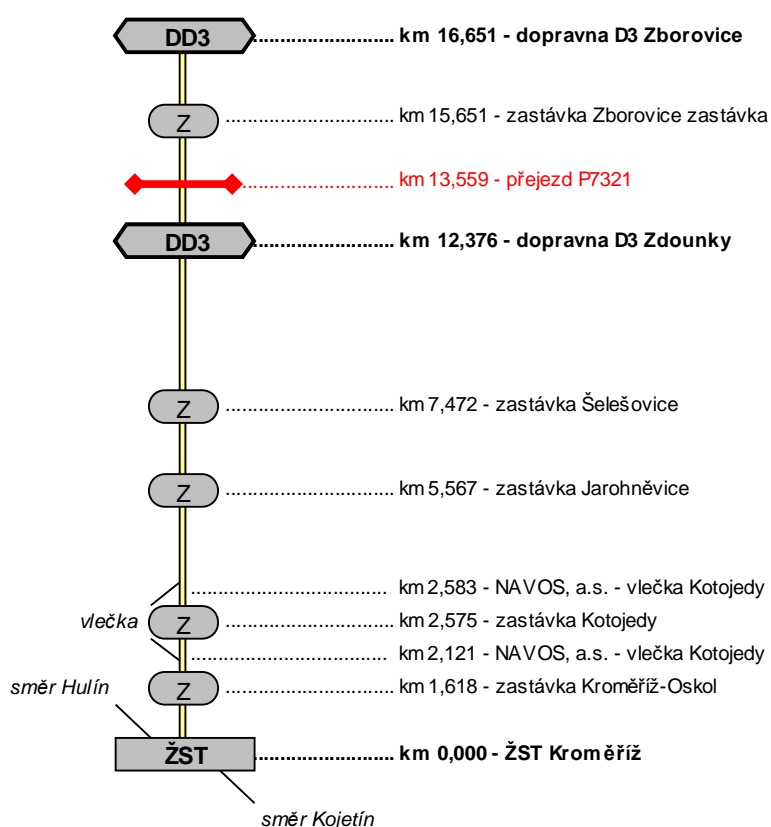 DD3 km 16,651 - dopravna D3 Zborovice
Z km 15,651 - zastávka Zborovice zastávka
km 13,559 - přejezd P7321
DD3 km 12,376 - dopravna D3 Zdounky
Z km 7,472 - zastávka Šelešovice
Z km 5,567 - zastávka Jarohněvice
km 2,583 - NAVOS, a.s. - vlečka Kotojedy
vlečka Z km 2,575 - zastávka Kotojedy
km 2,121 - NAVOS, a.s. - vlečka Kotojedy
směr Hulín Z km 1,618 - zastávka Kroměříž-Oskol
ŽST km 0,000 - ŽST Kroměříž
směr Kojetín